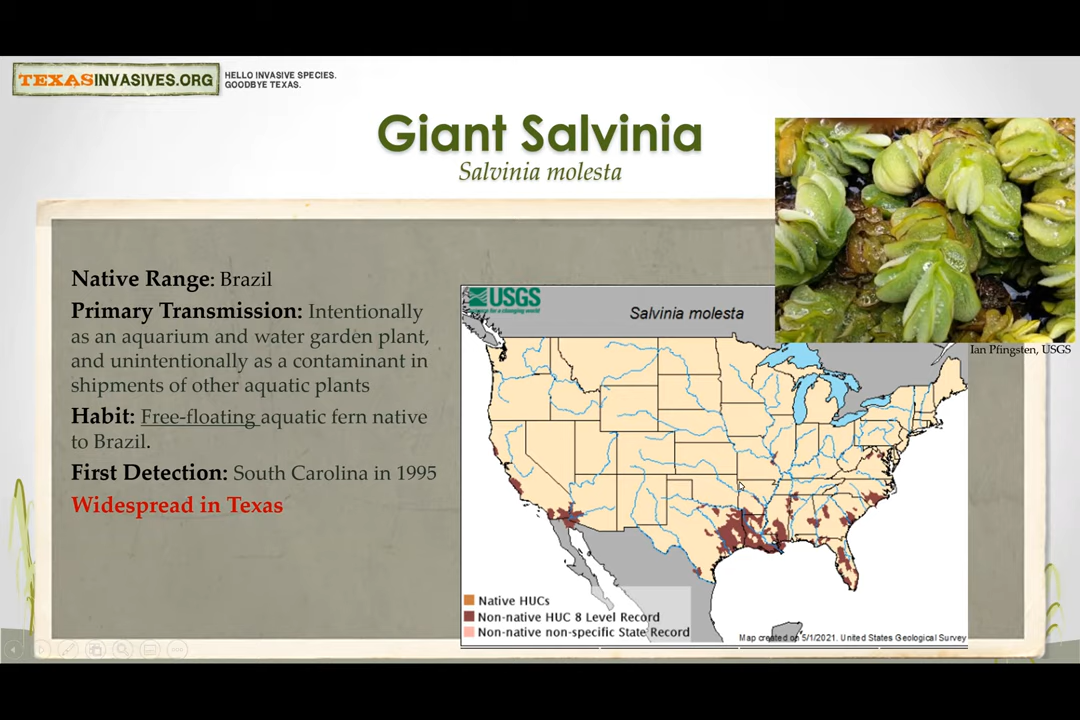 TEXASINVASIVES.ORG
HELLO INVASIVE SPECIES.
GOODBYE TEXAS.
Giant Salvinia
Salvinia molesta
Native Range: Brazil
Primary Transmission: Intentionally
as an aquarium and water garden plant,
and unintentionally as a contaminant in
shipments of other aquatic plants
Habit: Free-floating aquatic fern native
to Brazil.
First Detection: South Carolina in 1995
Widespread in Texas
Ian Pfingsten, USGS
USGS
science for a changing world
Salvinia molesta
Native HUCs
Non-native HUC 8 Level Record
Non-native non-specific State Record
Map created on 5/1/2021. United States Geological Survey